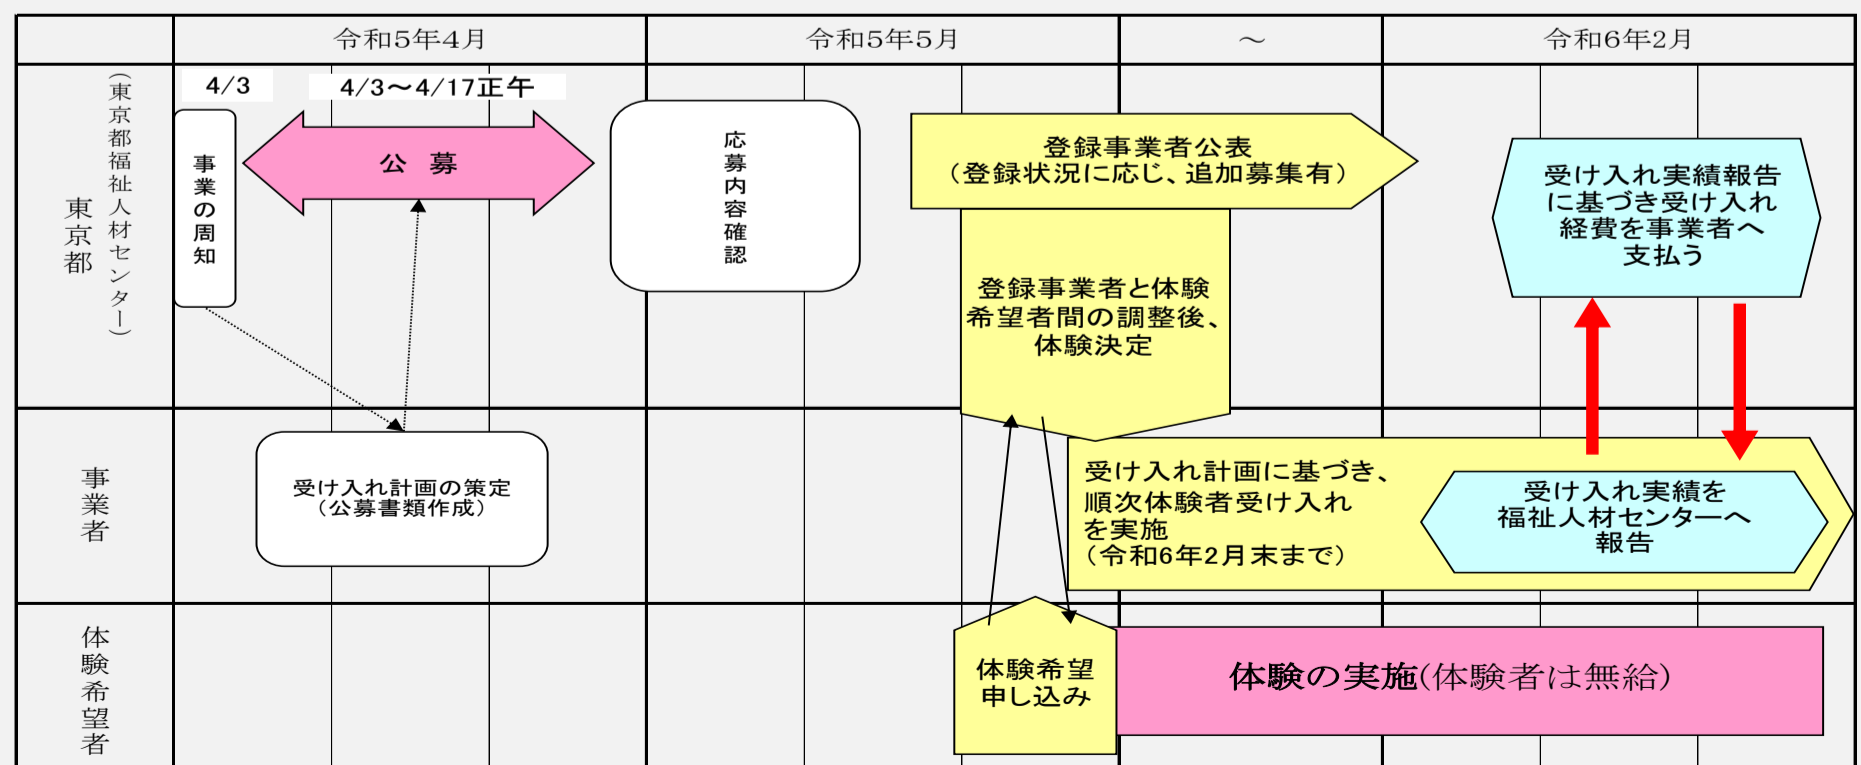 令和5年4月
令和5年5月
～
令和6年2月
東京都
（東京都福祉人材センター）
4/3
事業の周知
4/3～4/17正午
公　募
応募内容確認
登録事業者公表
（登録状況に応じ、追加募集有）
登録事業者と体験
希望者間の調整後、
体験決定
受け入れ実績報告
に基づき受け入れ
経費を事業者へ
支払う
事業者
受け入れ計画の策定
（公募書類作成）
受け入れ計画に基づき、
順次体験者受け入れ
を実施
（令和6年2月末まで）
受け入れ実績を
福祉人材センターへ
報告
体験希望者
体験希望
申し込み
体験の実施(体験者は無給)